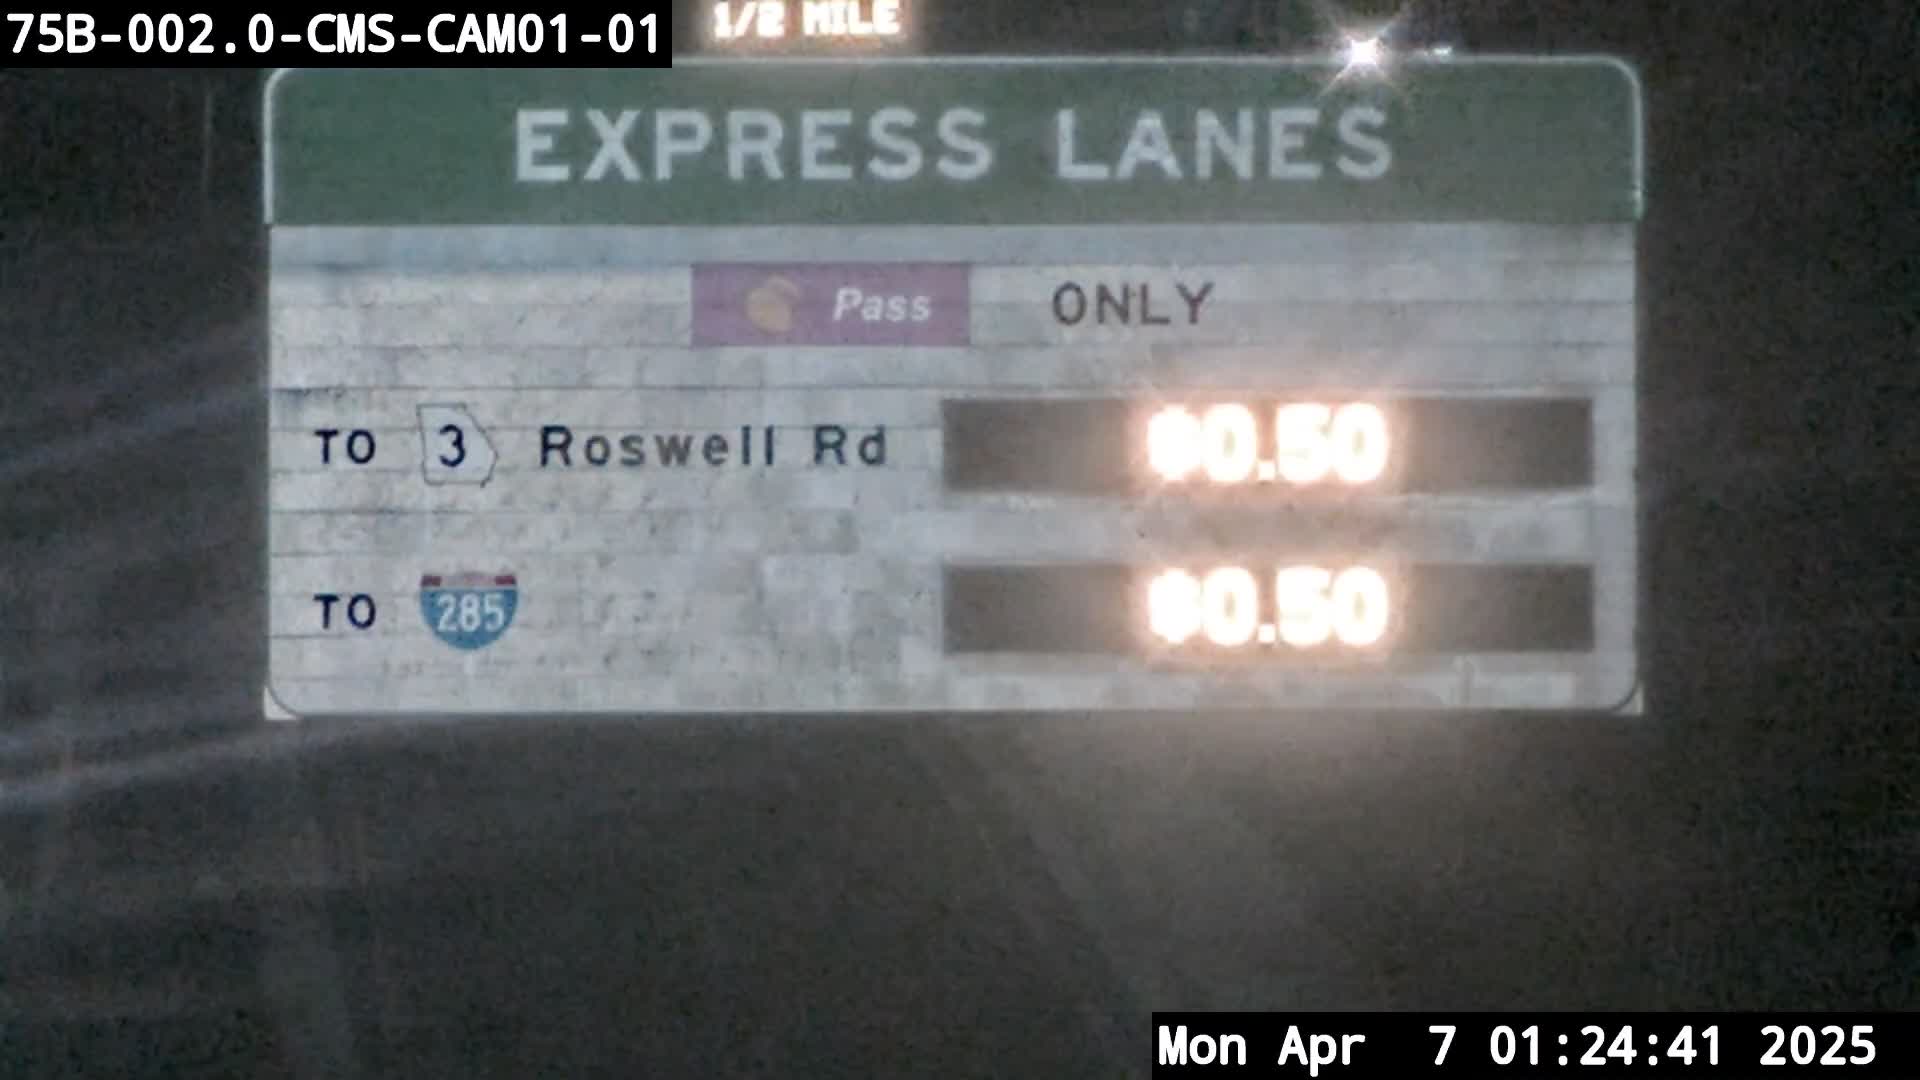 75B-002.0-CMS-CAM01-01
1/2 MILE
EXPRESS LANES
Pass ONLY
TO 3 Roswell Rd $0.50
TO 285 $0.50
Mon Apr 7 01:24:41 2025